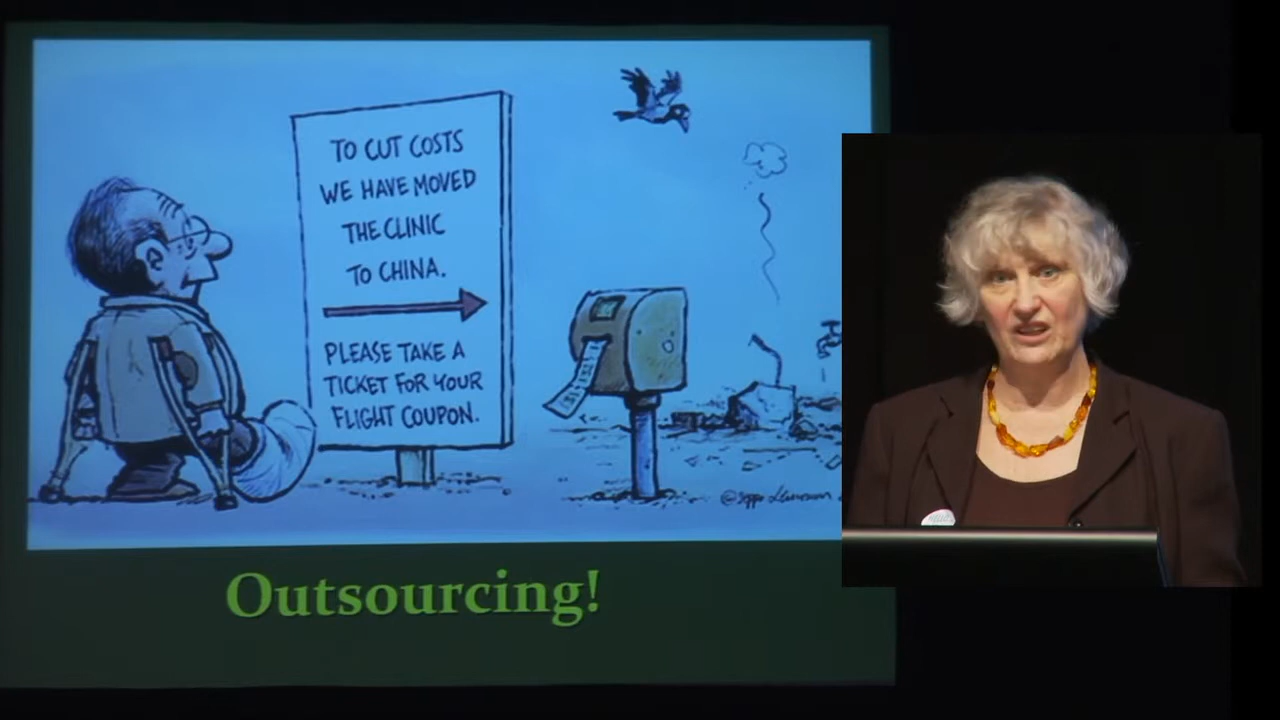 TO CUT COSTS
WE HAVE MOVED
THE CLINIC
TO CHINA.
PLEASE TAKE A
TICKET FOR YOUR
FLIGHT COUPON.
Outsourcing!